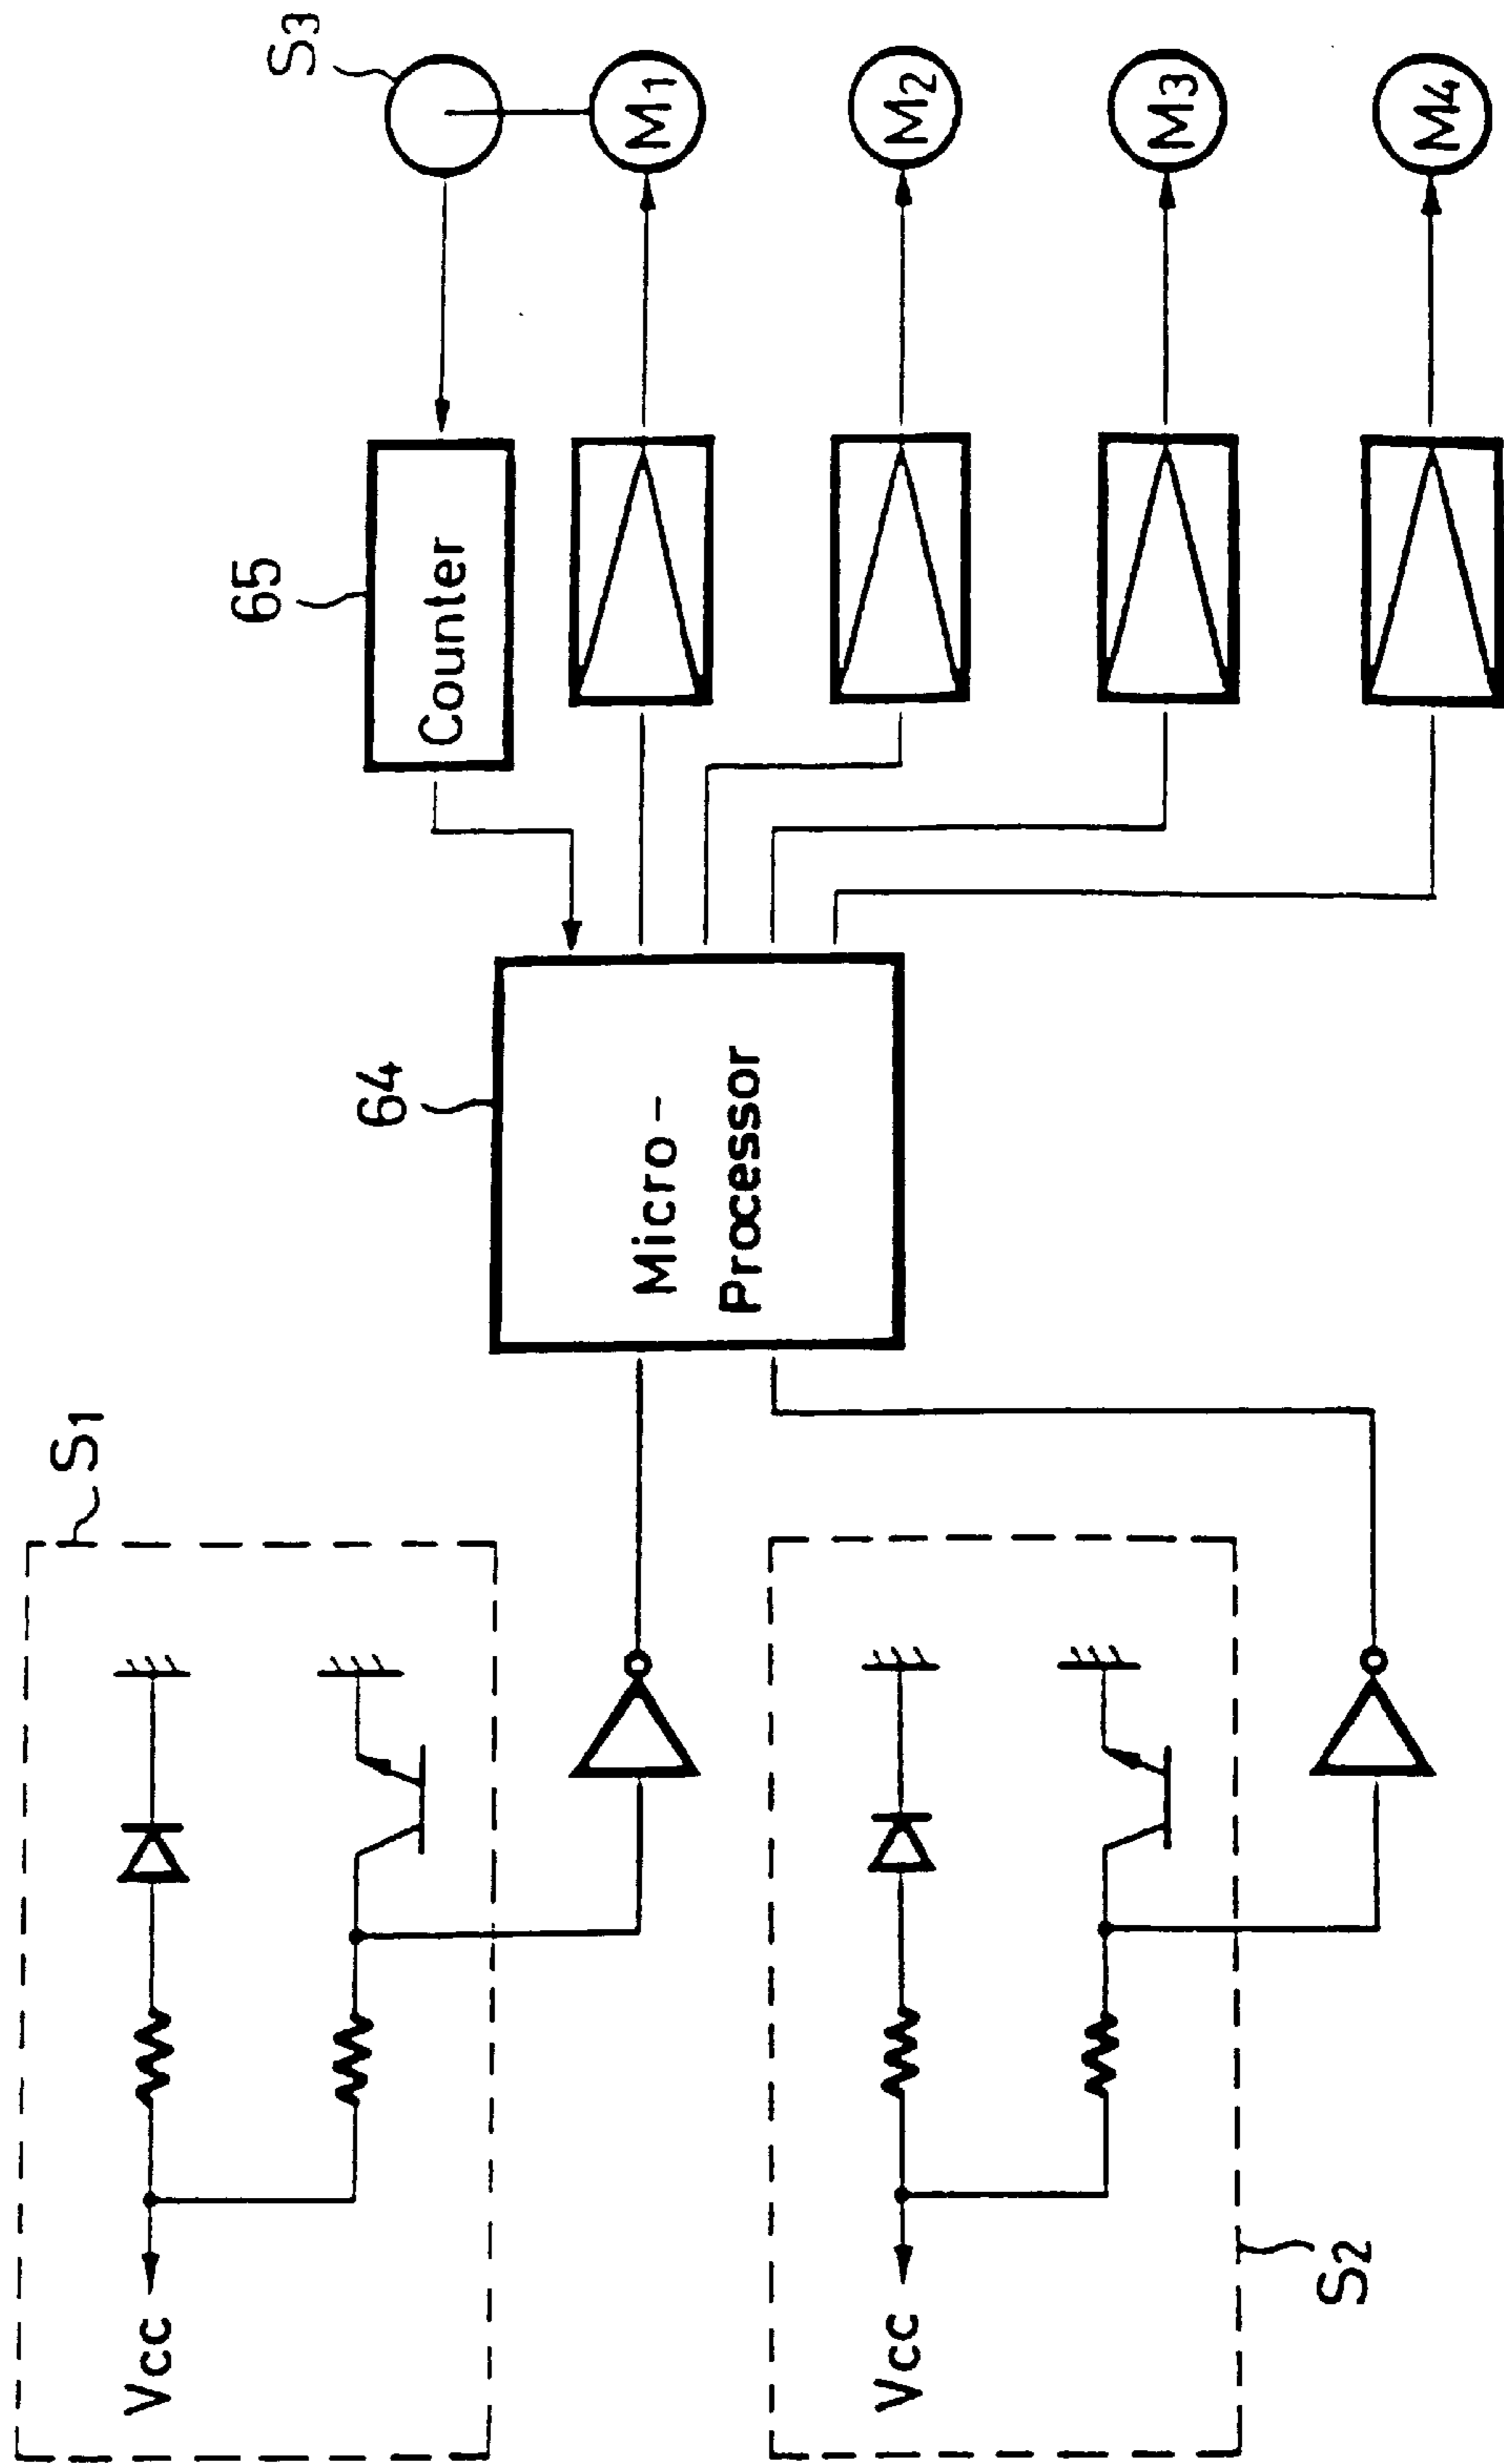 S1
Vcc
S2
Vcc
64
Micro-
Processor
65
Counter
S3
M1
M2
M3
M4